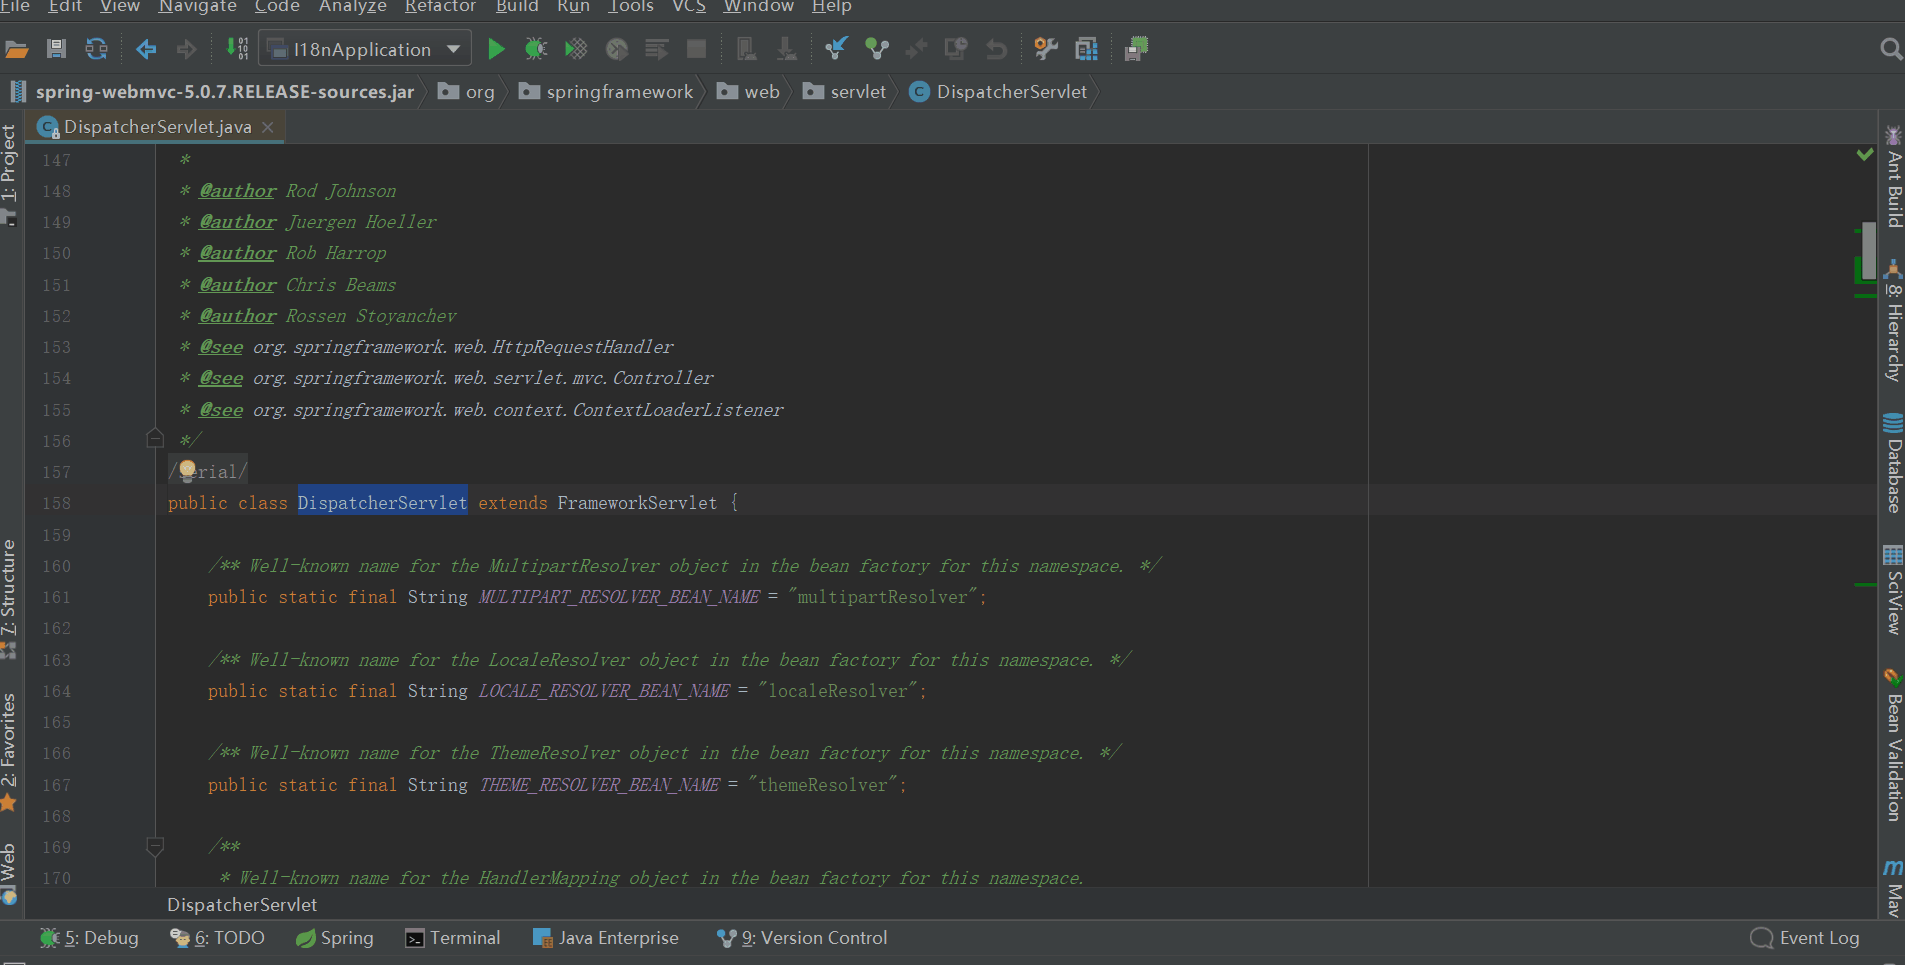 File Edit View Navigate Code Analyze Refactor Build Run Tools VCS Window Help
I18nApplication
spring-webmvc-5.0.7.RELEASE-sources.jar org springframework web servlet DispatcherServlet
DispatcherServlet.java
147 *
148 * @author Rod Johnson
149 * @author Juergen Hoeller
150 * @author Rob Harrop
151 * @author Chris Beams
152 * @author Rossen Stoyanchev
153 * @see org.springframework.web.HttpRequestHandler
154 * @see org.springframework.web.servlet.mvc.Controller
155 * @see org.springframework.web.context.ContextLoaderListener
156 */
157 /serial/
158 public class DispatcherServlet extends FrameworkServlet {
159
160 /** Well-known name for the MultipartResolver object in the bean factory for this namespace. */
161 public static final String MULTIPART_RESOLVER_BEAN_NAME = "multipartResolver";
162
163 /** Well-known name for the LocaleResolver object in the bean factory for this namespace. */
164 public static final String LOCALE_RESOLVER_BEAN_NAME = "localeResolver";
165
166 /** Well-known name for the ThemeResolver object in the bean factory for this namespace. */
167 public static final String THEME_RESOLVER_BEAN_NAME = "themeResolver";
168
169 /**
170 * Well-known name for the HandlerMapping object in the bean factory for this namespace.
DispatcherServlet
1: Project
7: Structure
2: Favorites
Web
Ant Build
8: Hierarchy
Database
SciView
Bean Validation
Mav
5: Debug 6: TODO Spring Terminal Java Enterprise 9: Version Control Event Log